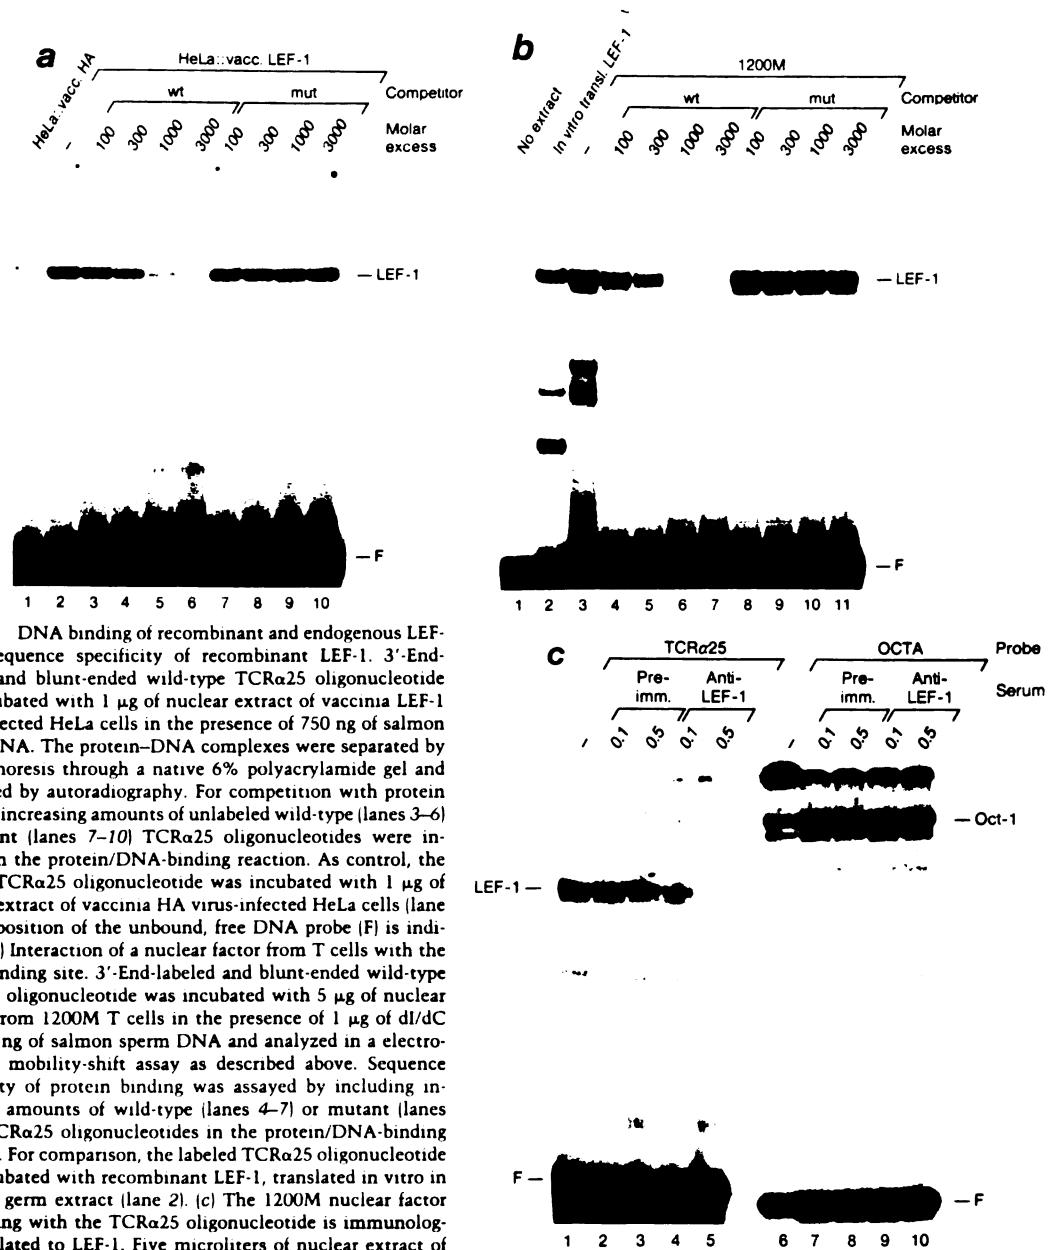 a
HeLa::vacc. HA
HeLa::vacc. LEF-1
wt mut Competitor
– 100 300 1000 3000 100 300 1000 3000 Molar excess
– LEF-1
– F
1 2 3 4 5 6 7 8 9 10
b
No extract
In vitro transl. LEF-1
1200M
wt mut Competitor
– 100 300 1000 3000 100 300 1000 3000 Molar excess
– LEF-1
– F
1 2 3 4 5 6 7 8 9 10 11
DNA binding of recombinant and endogenous LEF-
equence specificity of recombinant LEF-1. 3′-End-
and blunt-ended wild-type TCRα25 oligonucleotide
bated with 1 μg of nuclear extract of vaccinia LEF-1
ected HeLa cells in the presence of 750 ng of salmon
NA. The protein–DNA complexes were separated by
horesis through a native 6% polyacrylamide gel and
ed by autoradiography. For competition with protein
increasing amounts of unlabeled wild-type (lanes 3–6)
nt (lanes 7–10) TCRα25 oligonucleotides were in-
n the protein/DNA-binding reaction. As control, the
TCRα25 oligonucleotide was incubated with 1 μg of
extract of vaccinia HA virus-infected HeLa cells (lane
position of the unbound, free DNA probe (F) is indi-
) Interaction of a nuclear factor from T cells with the
nding site. 3′-End-labeled and blunt-ended wild-type
oligonucleotide was incubated with 5 μg of nuclear
from 1200M T cells in the presence of 1 μg of dI/dC
ng of salmon sperm DNA and analyzed in a electro-
mobility-shift assay as described above. Sequence
ty of protein binding was assayed by including in-
amounts of wild-type (lanes 4–7) or mutant (lanes
CRα25 oligonucleotides in the protein/DNA-binding
. For comparison, the labeled TCRα25 oligonucleotide
ubated with recombinant LEF-1, translated in vitro in
germ extract (lane 2). (c) The 1200M nuclear factor
ng with the TCRα25 oligonucleotide is immunolog-
lated to LEF-1. Five microliters of nuclear extract of
c
TCRα25 OCTA Probe
Pre-imm. Anti-LEF-1 Pre-imm. Anti-LEF-1 Serum
– 0.1 0.5 0.1 0.5 – 0.1 0.5 0.1 0.5
– Oct-1
LEF-1 –
F – – F
1 2 3 4 5 6 7 8 9 10